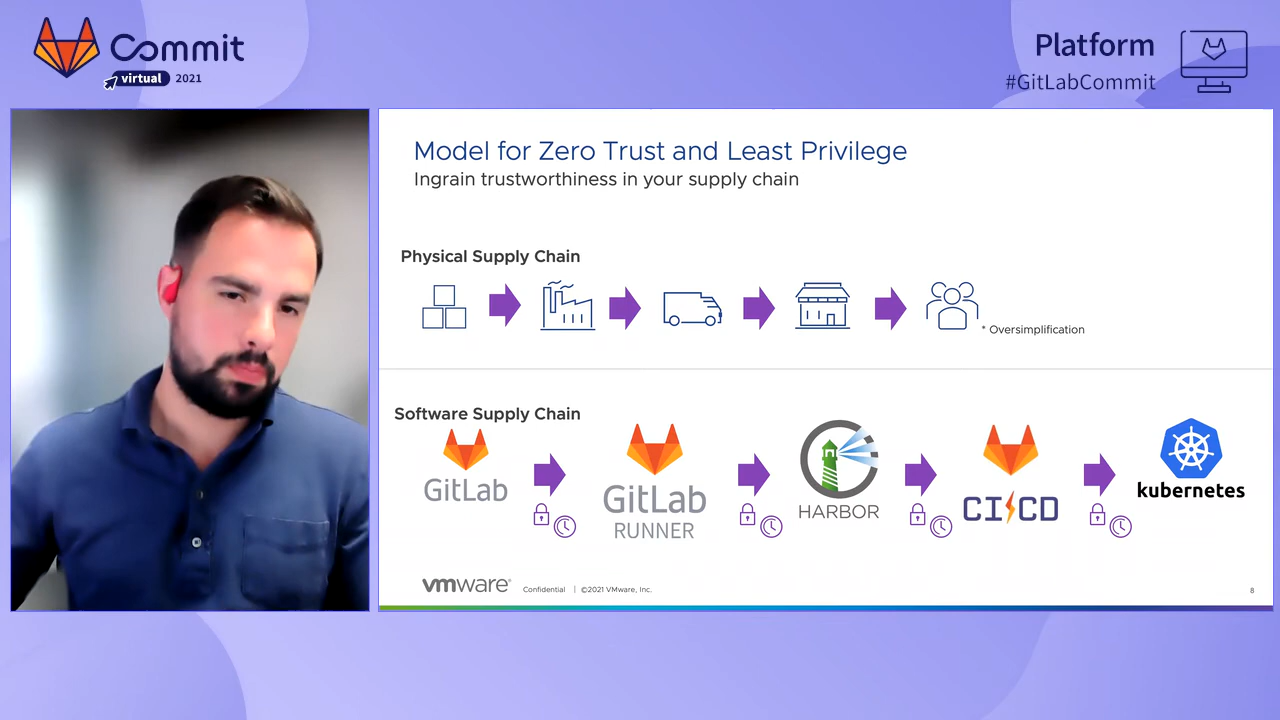 Commit
virtual 2021
Platform
#GitLabCommit
Model for Zero Trust and Least Privilege
Ingrain trustworthiness in your supply chain
Physical Supply Chain
* Oversimplification
Software Supply Chain
GitLab
GitLab
RUNNER
HARBOR
CI CD
kubernetes
vmware® Confidential | ©2021 VMware, Inc.
8